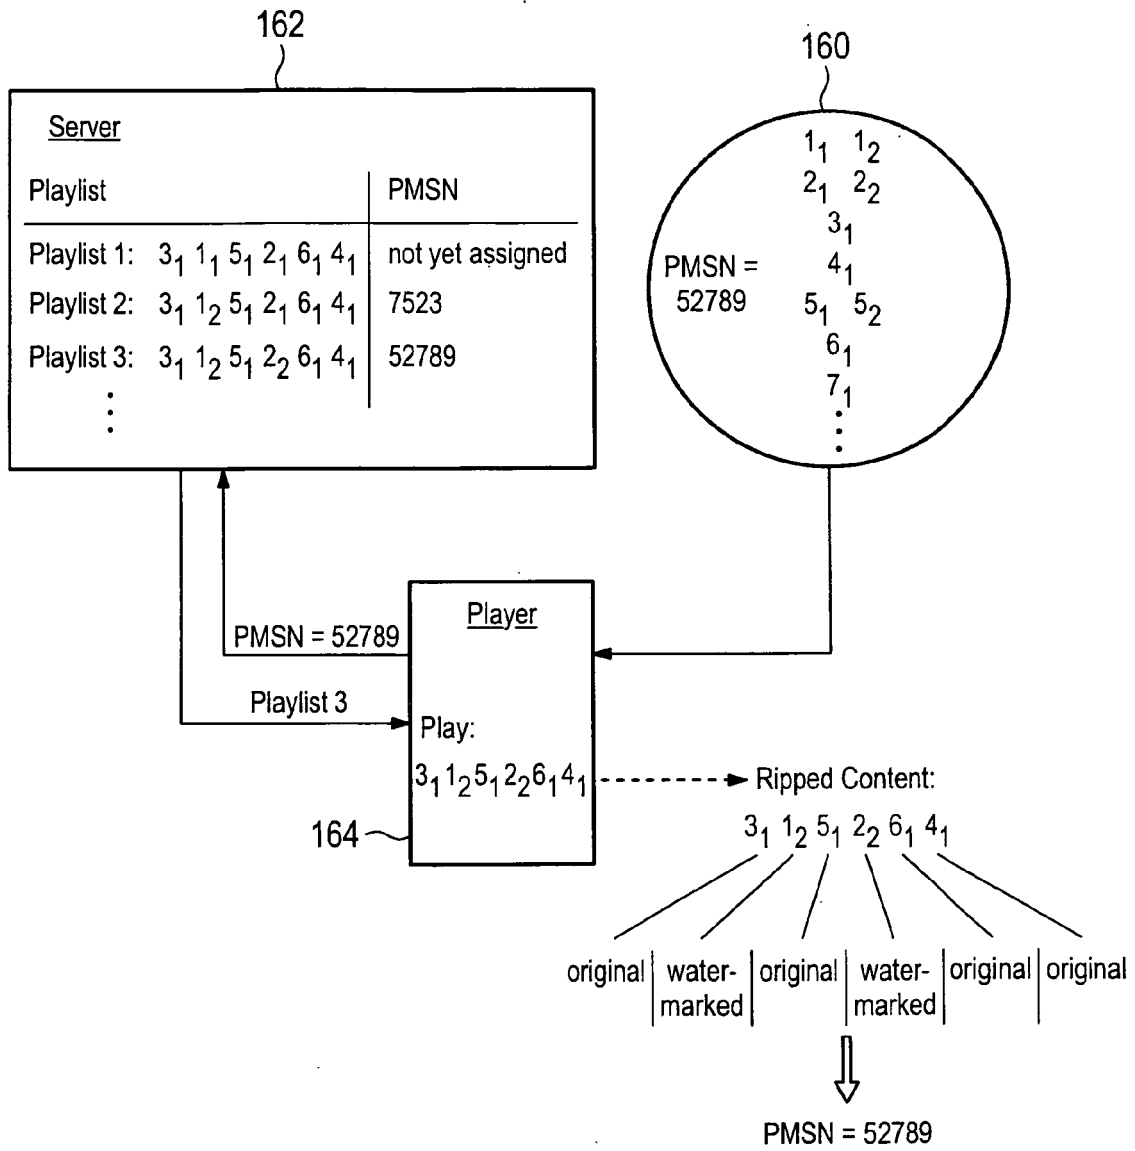 162
160
Server
Playlist PMSN
Playlist 1: 3₁ 1₁ 5₁ 2₁ 6₁ 4₁ not yet assigned
Playlist 2: 3₁ 1₂ 5₁ 2₁ 6₁ 4₁ 7523
Playlist 3: 3₁ 1₂ 5₁ 2₂ 6₁ 4₁ 52789
1₁ 1₂
2₁ 2₂
3₁
4₁
5₁ 5₂
6₁
7₁
PMSN =
52789
Player
PMSN = 52789
Playlist 3
Play:
3₁ 1₂ 5₁ 2₂ 6₁ 4₁
164
Ripped Content:
3₁ 1₂ 5₁ 2₂ 6₁ 4₁
original water- original water- original original
marked marked
PMSN = 52789